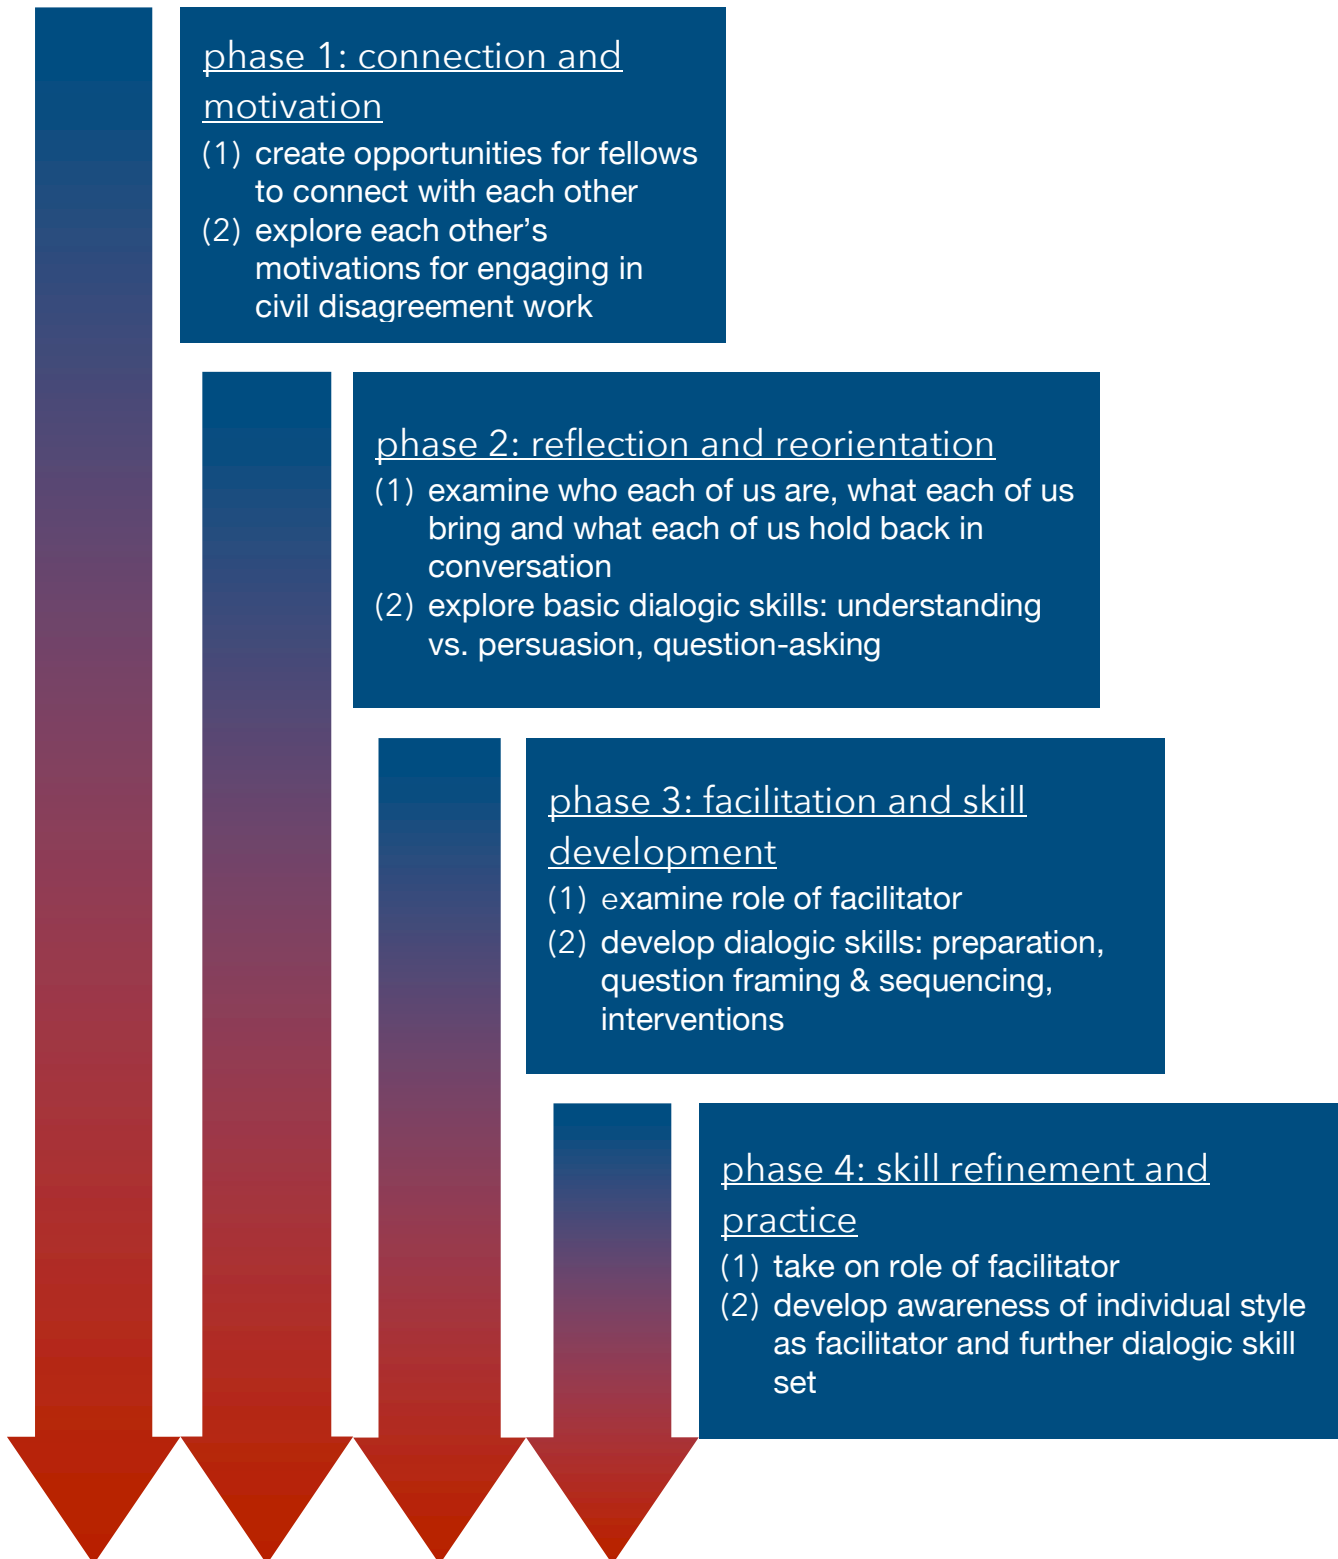 phase 1: connection and
motivation
(1) create opportunities for fellows
to connect with each other
(2) explore each other’s
motivations for engaging in
civil disagreement work
phase 2: reflection and reorientation
(1) examine who each of us are, what each of us
bring and what each of us hold back in
conversation
(2) explore basic dialogic skills: understanding
vs. persuasion, question-asking
phase 3: facilitation and skill
development
(1) examine role of facilitator
(2) develop dialogic skills: preparation,
question framing & sequencing,
interventions
phase 4: skill refinement and
practice
(1) take on role of facilitator
(2) develop awareness of individual style
as facilitator and further dialogic skill
set